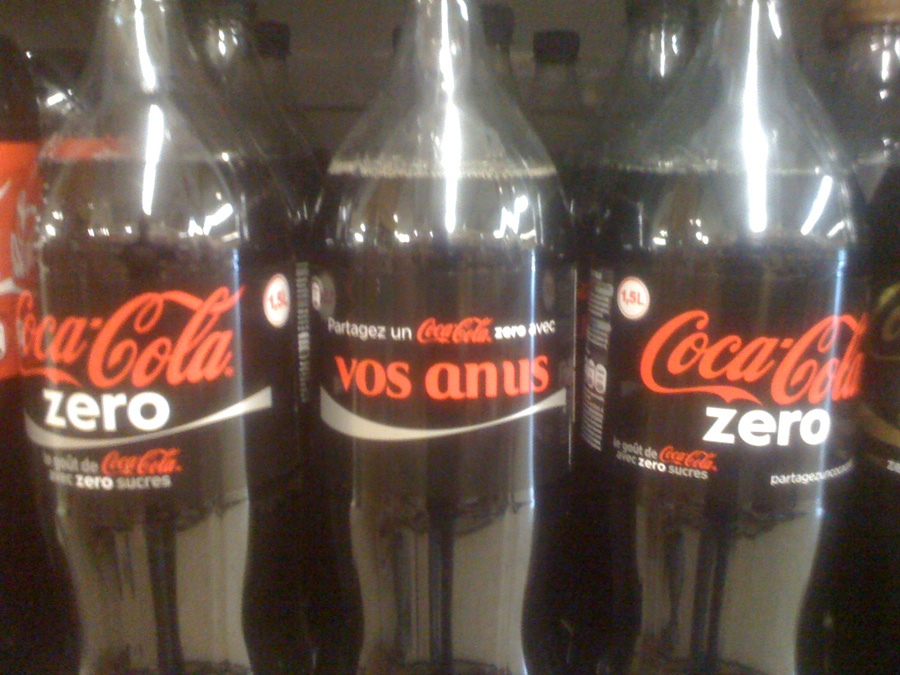 Coca-Cola
zero
le goût de Coca-Cola
avec zero sucres
1,5L
Partagez un Coca-Cola zero avec
vos anus
1,5L
Coca-Cola
zero
le goût de Coca-Cola
avec zero sucres